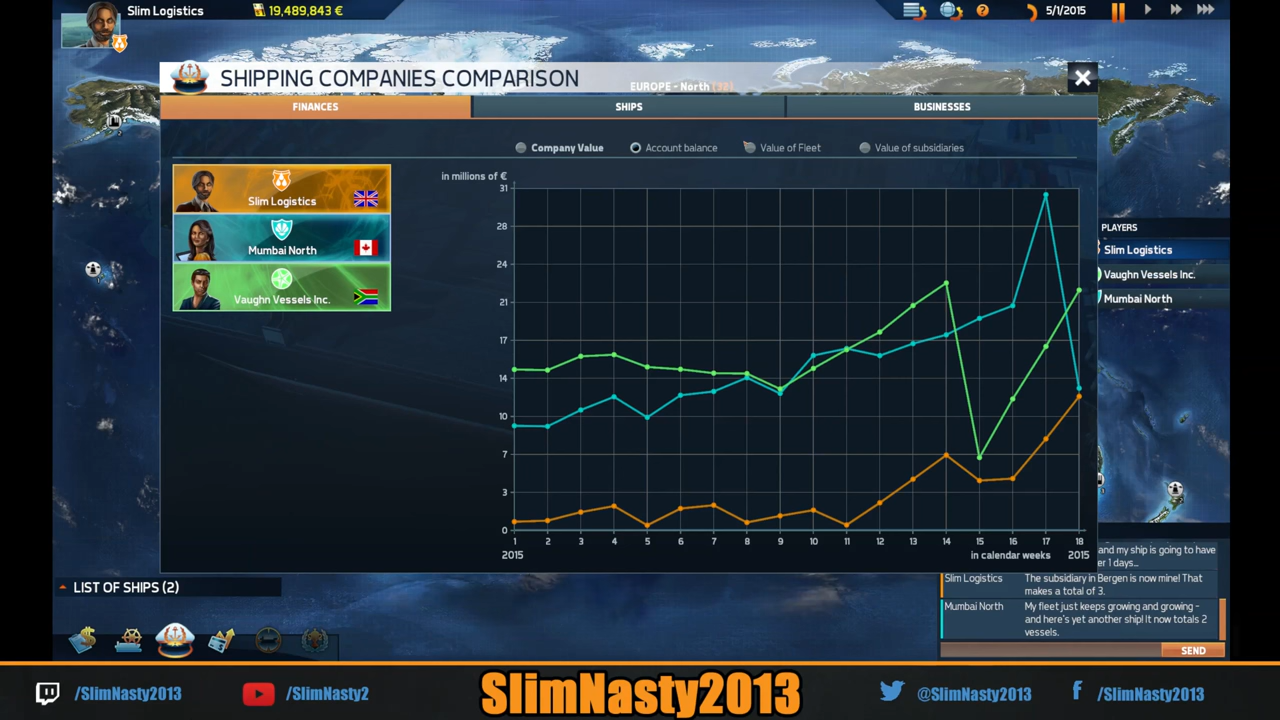 Slim Logistics
19,489,843 €
5/1/2015
SHIPPING COMPANIES COMPARISON
EUROPE - North (32)
FINANCES
SHIPS
BUSINESSES
Company Value
Account balance
Value of Fleet
Value of subsidiaries
Slim Logistics
Mumbai North
Vaughn Vessels Inc.
in millions of €
31
28
24
21
17
14
10
7
3
0
1 2 3 4 5 6 7 8 9 10 11 12 13 14 15 16 17 18
2015
in calendar weeks
2015
PLAYERS
Slim Logistics
Vaughn Vessels Inc.
Mumbai North
LIST OF SHIPS (2)
and my ship is going to have
er 1 days...
Slim Logistics
The subsidiary in Bergen is now mine! That
makes a total of 3.
Mumbai North
My fleet just keeps growing and growing -
and here's yet another ship! It now totals 2
vessels.
SEND
/SlimNasty2013
/SlimNasty2
SlimNasty2013
@SlimNasty2013
/SlimNasty2013